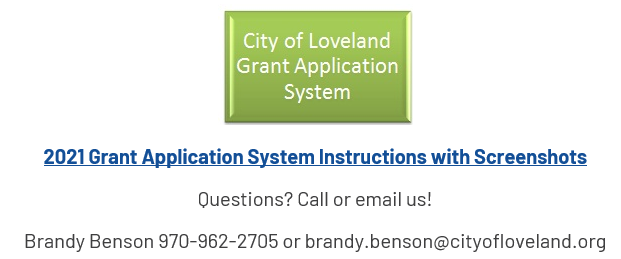 City of Loveland
Grant Application
System
2021 Grant Application System Instructions with Screenshots
Questions? Call or email us!
Brandy Benson 970-962-2705 or brandy.benson@cityofloveland.org